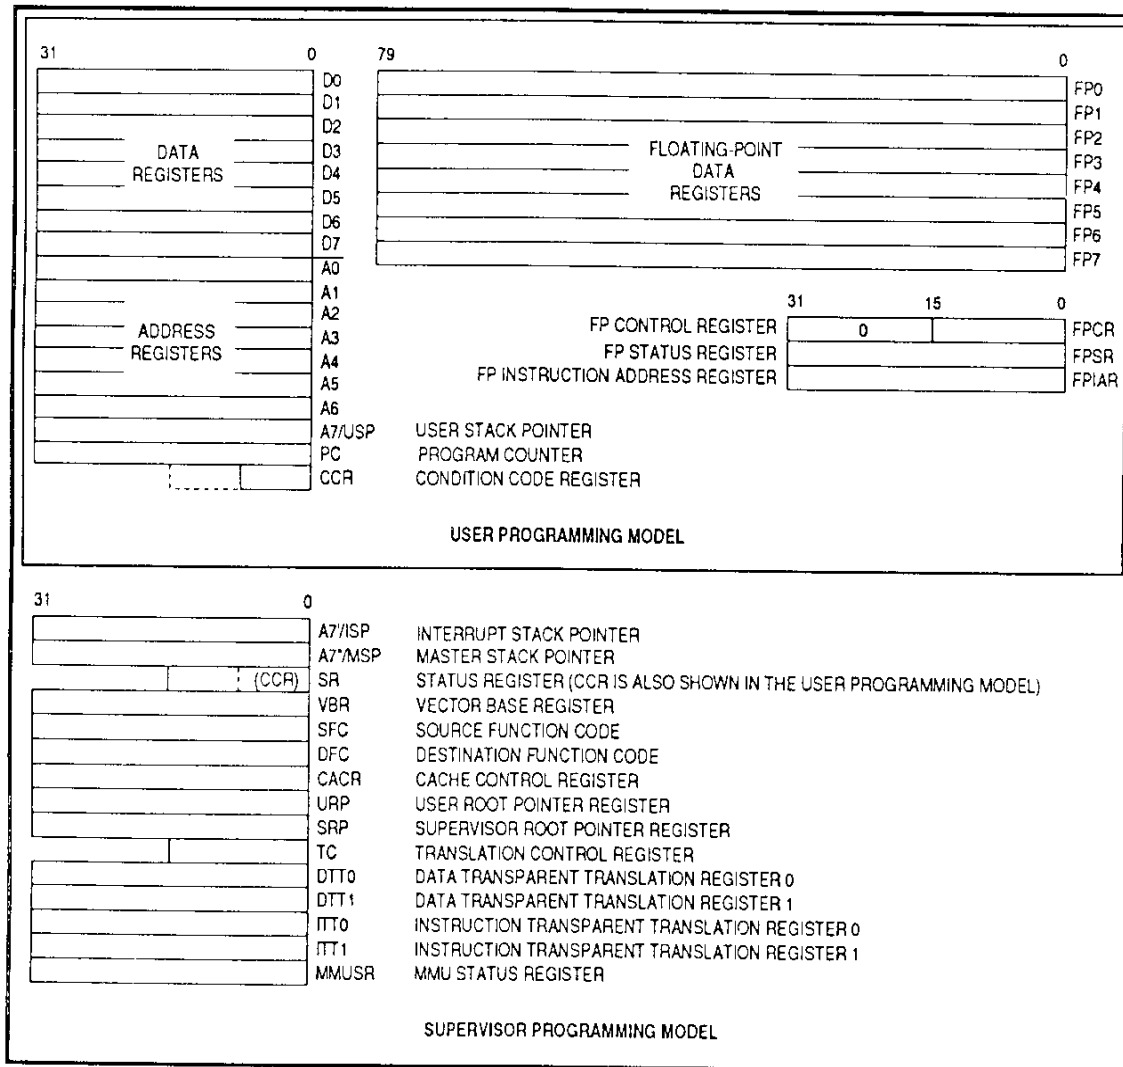 31 0 79 0
D0 FP0
D1 FP1
D2 FP2
DATA REGISTERS D3 FLOATING-POINT DATA REGISTERS FP3
D4 FP4
D5 FP5
D6 FP6
D7 FP7
A0
A1
A2
ADDRESS REGISTERS A3
A4
A5
A6
31 15 0
FP CONTROL REGISTER 0 FPCR
FP STATUS REGISTER FPSR
FP INSTRUCTION ADDRESS REGISTER FPIAR
A7/USP USER STACK POINTER
PC PROGRAM COUNTER
CCR CONDITION CODE REGISTER
USER PROGRAMMING MODEL
31 0
A7'/ISP INTERRUPT STACK POINTER
A7"/MSP MASTER STACK POINTER
(CCR) SR STATUS REGISTER (CCR IS ALSO SHOWN IN THE USER PROGRAMMING MODEL)
VBR VECTOR BASE REGISTER
SFC SOURCE FUNCTION CODE
DFC DESTINATION FUNCTION CODE
CACR CACHE CONTROL REGISTER
URP USER ROOT POINTER REGISTER
SRP SUPERVISOR ROOT POINTER REGISTER
TC TRANSLATION CONTROL REGISTER
DTT0 DATA TRANSPARENT TRANSLATION REGISTER 0
DTT1 DATA TRANSPARENT TRANSLATION REGISTER 1
ITT0 INSTRUCTION TRANSPARENT TRANSLATION REGISTER 0
ITT1 INSTRUCTION TRANSPARENT TRANSLATION REGISTER 1
MMUSR MMU STATUS REGISTER
SUPERVISOR PROGRAMMING MODEL